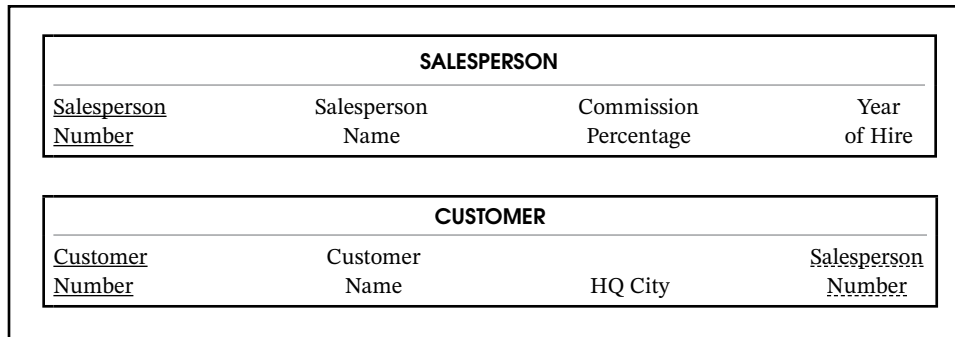 SALESPERSON
Salesperson Salesperson Commission Year
Number Name Percentage of Hire
CUSTOMER
Customer Customer Salesperson
Number Name HQ City Number